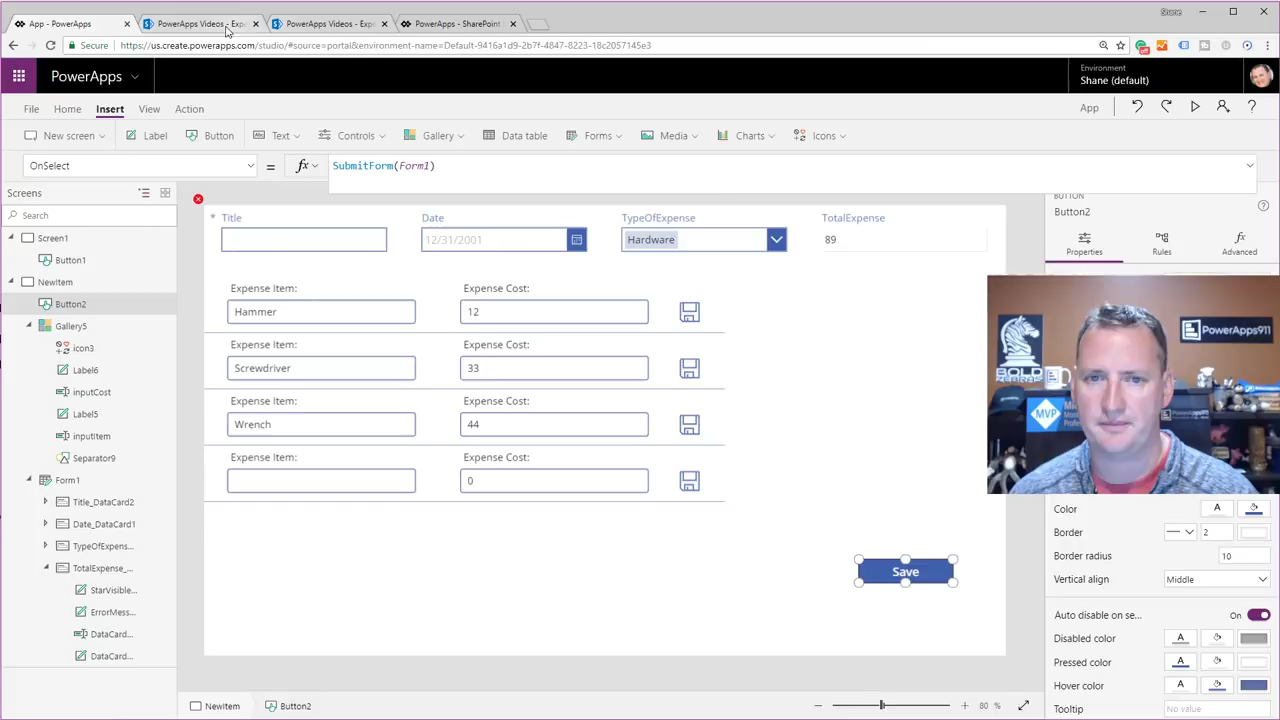 App - PowerApps
PowerApps Videos - Expe
PowerApps Videos - Expe
PowerApps - SharePoint
Shane
Secure
https://us.create.powerapps.com/studio/#source=portal&environment-name=Default-9416a1d9-2b7f-4847-8223-18c2057145e3
PowerApps
Environment
Shane (default)
File Home Insert View Action
App
New screen Label Button Text Controls Gallery Data table Forms Media Charts Icons
OnSelect = fx SubmitForm(Form1)
Screens
Search
Screen1
Button1
NewItem
Button2
Gallery5
icon3
Label6
inputCost
Label5
inputItem
Separator9
Form1
Title_DataCard2
Date_DataCard1
TypeOfExpens...
TotalExpense_...
StarVisible...
ErrorMess...
DataCard...
DataCard...
* Title Date TypeOfExpense TotalExpense
12/31/2001 Hardware 89
Expense Item: Expense Cost:
Hammer 12
Expense Item: Expense Cost:
Screwdriver 33
Expense Item: Expense Cost:
Wrench 44
Expense Item: Expense Cost:
0
Save
BUTTON
Button2
Properties Rules Advanced
BOLD
ZEBRAS
MVP
PowerApps911
Color
Border 2
Border radius 10
Vertical align Middle
Auto disable on se... On
Disabled color
Pressed color
Hover color
Tooltip No value
NewItem Button2
80 %